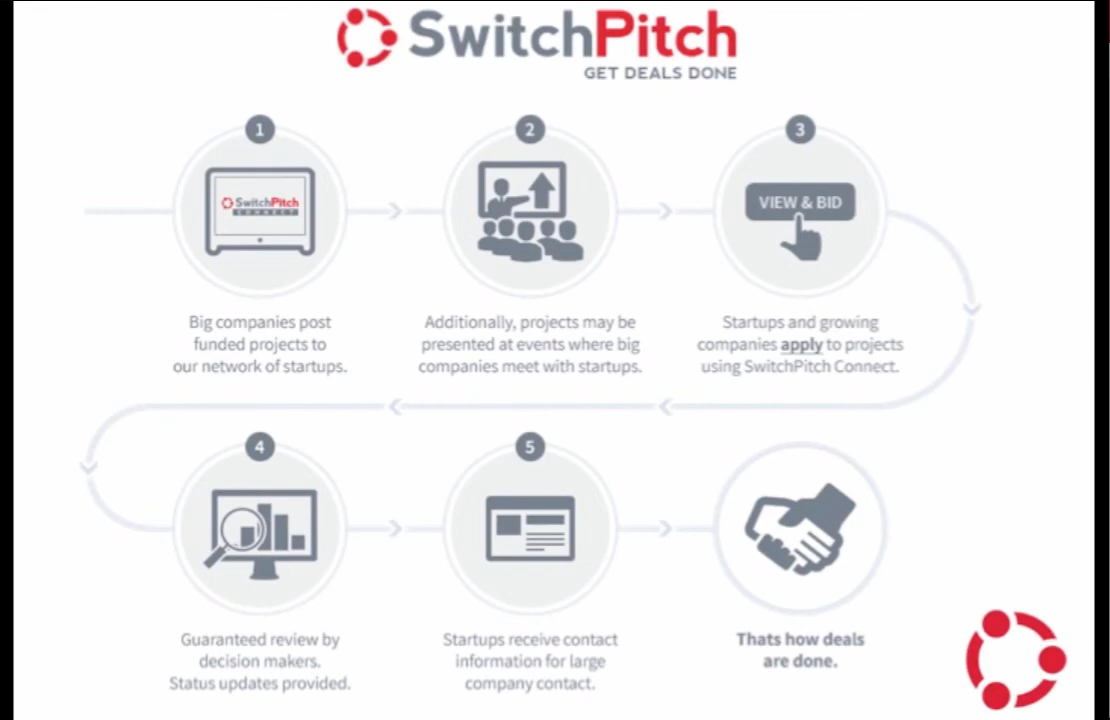 SwitchPitch
GET DEALS DONE
1
2
3
SwitchPitch
CONNECT
VIEW & BID
Big companies post
funded projects to
our network of startups.
Additionally, projects may be
presented at events where big
companies meet with startups.
Startups and growing
companies apply to projects
using SwitchPitch Connect.
4
5
Guaranteed review by
decision makers.
Status updates provided.
Startups receive contact
information for large
company contact.
Thats how deals
are done.